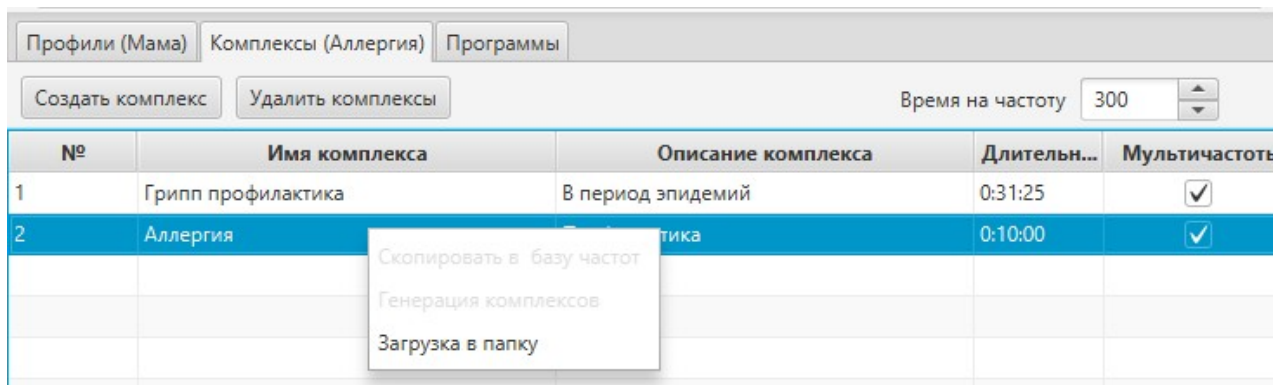 Профили (Мама) Комплексы (Аллергия) Программы
Создать комплекс Удалить комплексы Время на частоту 300
№ Имя комплекса Описание комплекса Длительн... Мультичастоты
1 Грипп профилактика В период эпидемий 0:31:25
2 Аллергия 0:10:00
Скопировать в базу частот
Генерация комплексов
Загрузка в папку